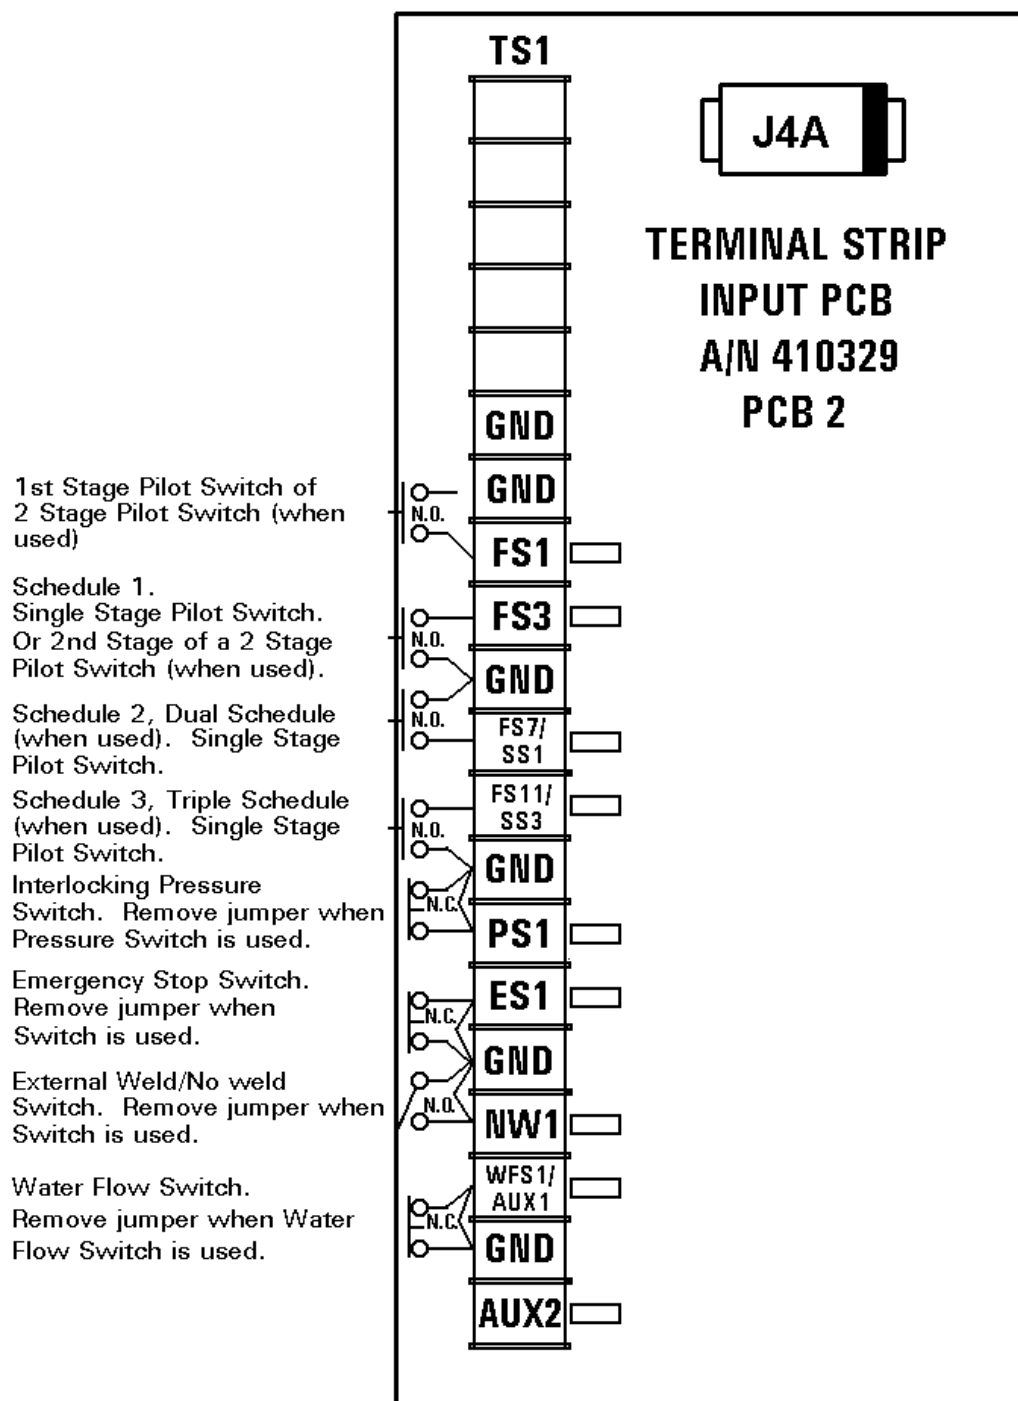 TS1
J4A
TERMINAL STRIP
INPUT PCB
A/N 410329
PCB 2
GND
1st Stage Pilot Switch of
2 Stage Pilot Switch (when
used)
N.O.
GND
FS1
Schedule 1.
Single Stage Pilot Switch.
Or 2nd Stage of a 2 Stage
Pilot Switch (when used).
N.O.
FS3
GND
Schedule 2, Dual Schedule
(when used). Single Stage
Pilot Switch.
N.O.
FS7/
SS1
Schedule 3, Triple Schedule
(when used). Single Stage
Pilot Switch.
N.O.
FS11/
SS3
GND
Interlocking Pressure
Switch. Remove jumper when
Pressure Switch is used.
N.C.
PS1
Emergency Stop Switch.
Remove jumper when
Switch is used.
N.C.
ES1
GND
External Weld/No weld
Switch. Remove jumper when
Switch is used.
N.O.
NW1
Water Flow Switch.
Remove jumper when Water
Flow Switch is used.
N.C.
WFS1/
AUX1
GND
AUX2